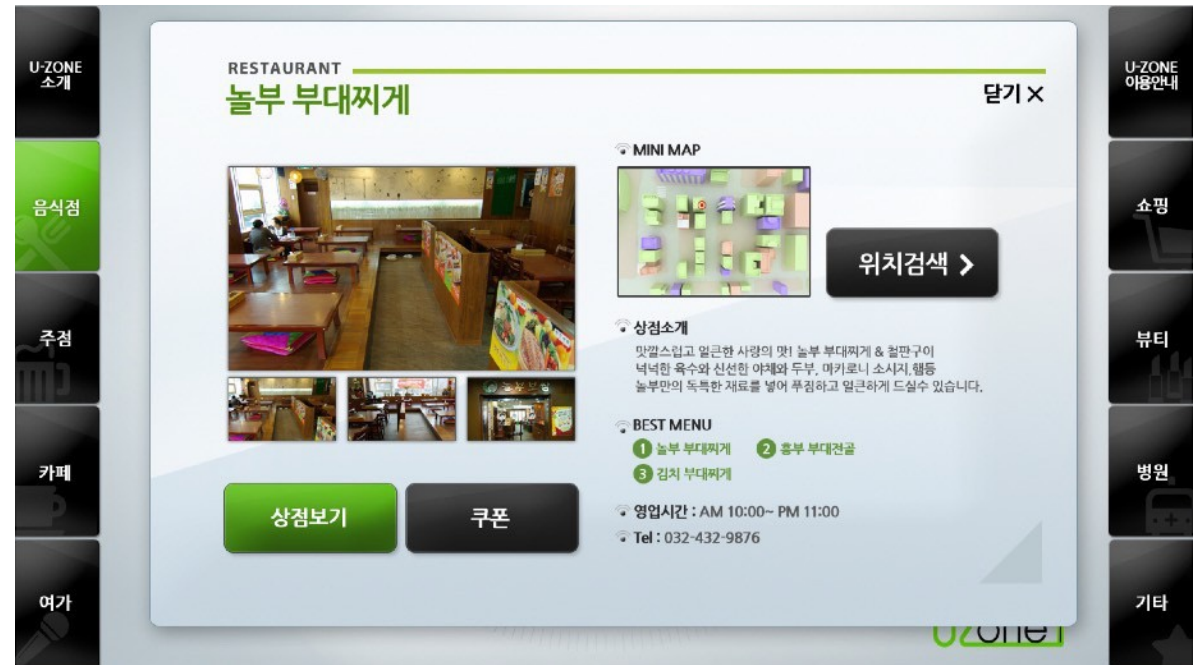 U-ZONE
소개
음식점
주점
카페
여가
RESTAURANT
놀부 부대찌게
닫기 ×
MINI MAP
위치검색 >
상점소개
맛깔스럽고 얼큰한 사랑의 맛! 놀부 부대찌게 & 철판구이
넉넉한 육수와 신선한 야채와 두부, 마카로니 소시지,햄등
놀부만의 독특한 재료를 넣어 푸짐하고 얼큰하게 드실수 있습니다.
BEST MENU
1 놀부 부대찌게 2 흥부 부대전골
3 김치 부대찌게
영업시간 : AM 10:00~ PM 11:00
Tel : 032-432-9876
상점보기
쿠폰
U-ZONE
이용안내
쇼핑
뷰티
병원
기타
uzone